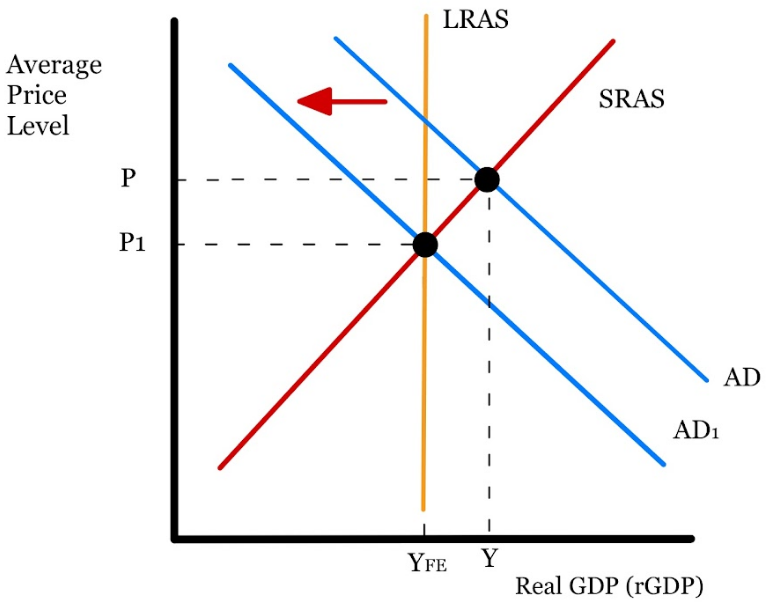 LRAS
Average
Price
Level
SRAS
P
P1
AD
AD1
YFE
Y
Real GDP (rGDP)